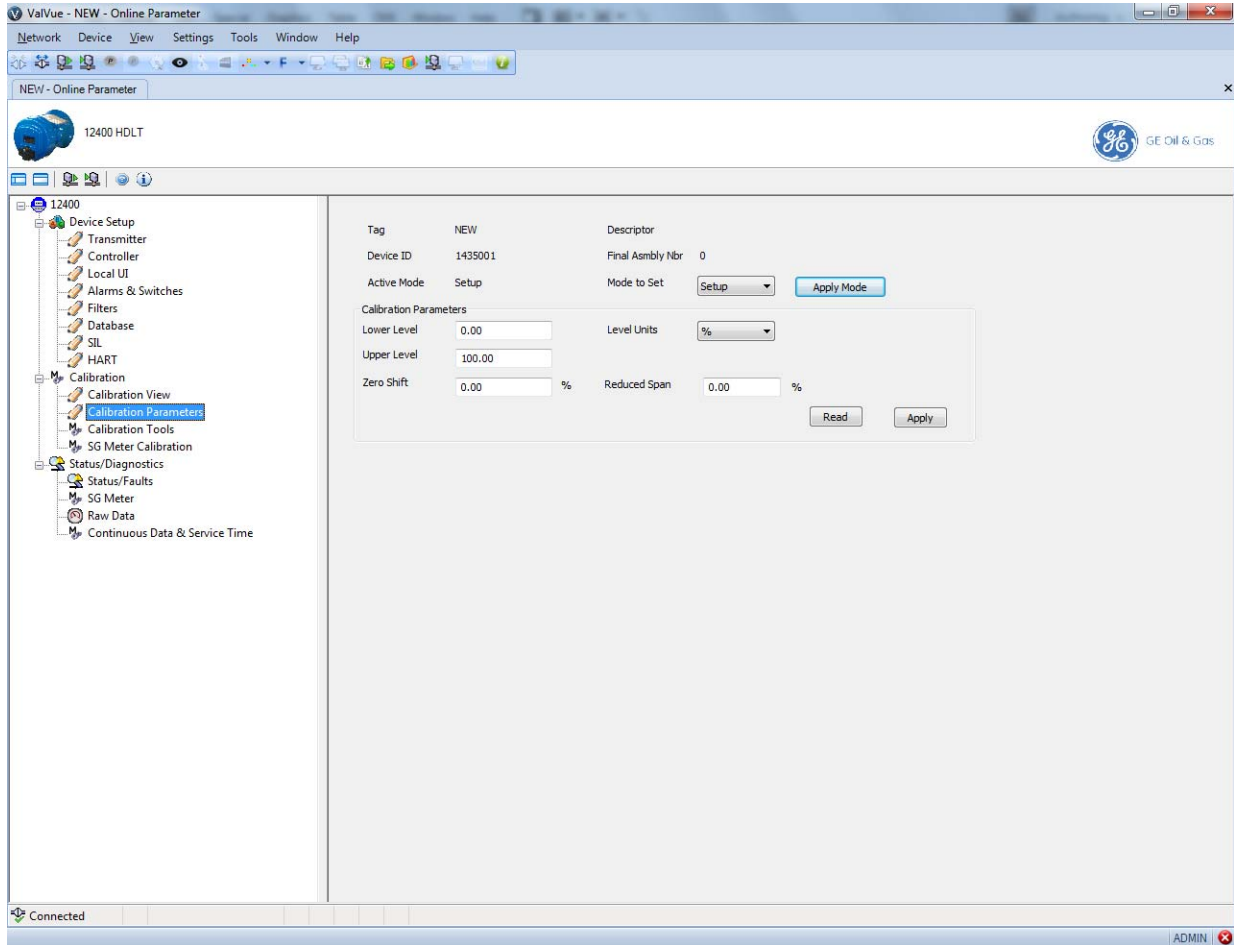 ValVue - NEW - Online Parameter
Network Device View Settings Tools Window Help
NEW - Online Parameter
12400 HDLT
GE Oil & Gas
12400
Device Setup
Transmitter
Controller
Local UI
Alarms & Switches
Filters
Database
SIL
HART
Calibration
Calibration View
Calibration Parameters
Calibration Tools
SG Meter Calibration
Status/Diagnostics
Status/Faults
SG Meter
Raw Data
Continuous Data & Service Time
Tag NEW Descriptor
Device ID 1435001 Final Asmbly Nbr 0
Active Mode Setup Mode to Set Setup Apply Mode
Calibration Parameters
Lower Level 0.00 Level Units %
Upper Level 100.00
Zero Shift 0.00 % Reduced Span 0.00 %
Read Apply
Connected
ADMIN